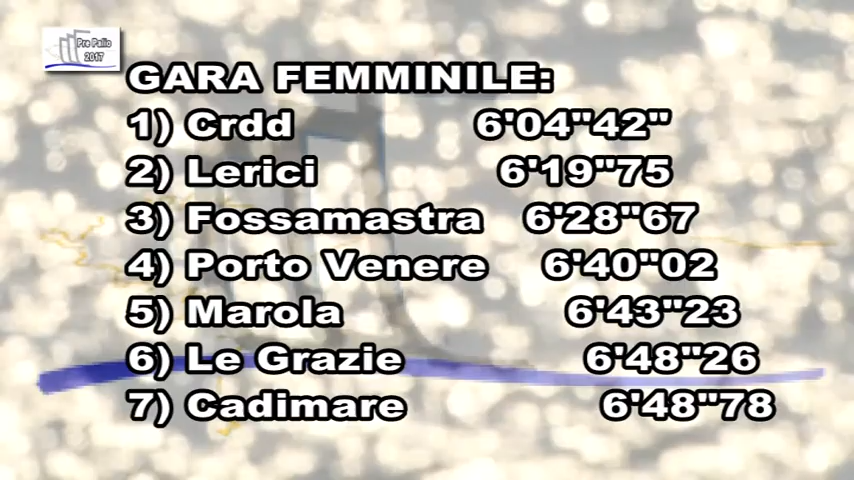 Pre Palio
2017
GARA FEMMINILE:
1) Crdd 6'04"42"
2) Lerici 6'19"75
3) Fossamastra 6'28"67
4) Porto Venere 6'40"02
5) Marola 6'43"23
6) Le Grazie 6'48"26
7) Cadimare 6'48"78